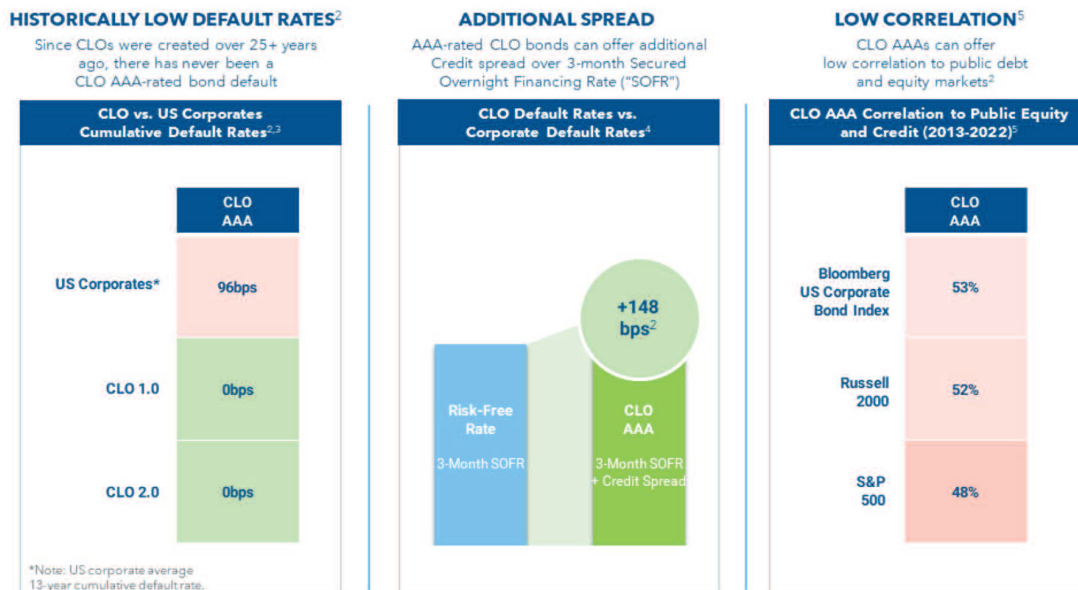 HISTORICALLY LOW DEFAULT RATES2
Since CLOs were created over 25+ years
ago, there has never been a
CLO AAA-rated bond default
CLO vs. US Corporates
Cumulative Default Rates2,3
CLO
AAA
US Corporates*
96bps
CLO 1.0
0bps
CLO 2.0
0bps
*Note: US corporate average
13-year cumulative default rate.
ADDITIONAL SPREAD
AAA-rated CLO bonds can offer additional
Credit spread over 3-month Secured
Overnight Financing Rate ("SOFR")
CLO Default Rates vs.
Corporate Default Rates4
+148
bps2
Risk-Free
Rate
3-Month SOFR
CLO
AAA
3-Month SOFR
+ Credit Spread
LOW CORRELATION5
CLO AAAs can offer
low correlation to public debt
and equity markets2
CLO AAA Correlation to Public Equity
and Credit (2013-2022)5
CLO
AAA
Bloomberg
US Corporate
Bond Index
53%
Russell
2000
52%
S&P
500
48%